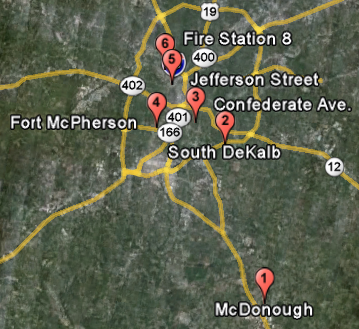 19
6
Fire Station 8
5
400
402
Jefferson Street
3
4
Confederate Ave.
401
Fort McPherson
166
2
South DeKalb
12
1
McDonough